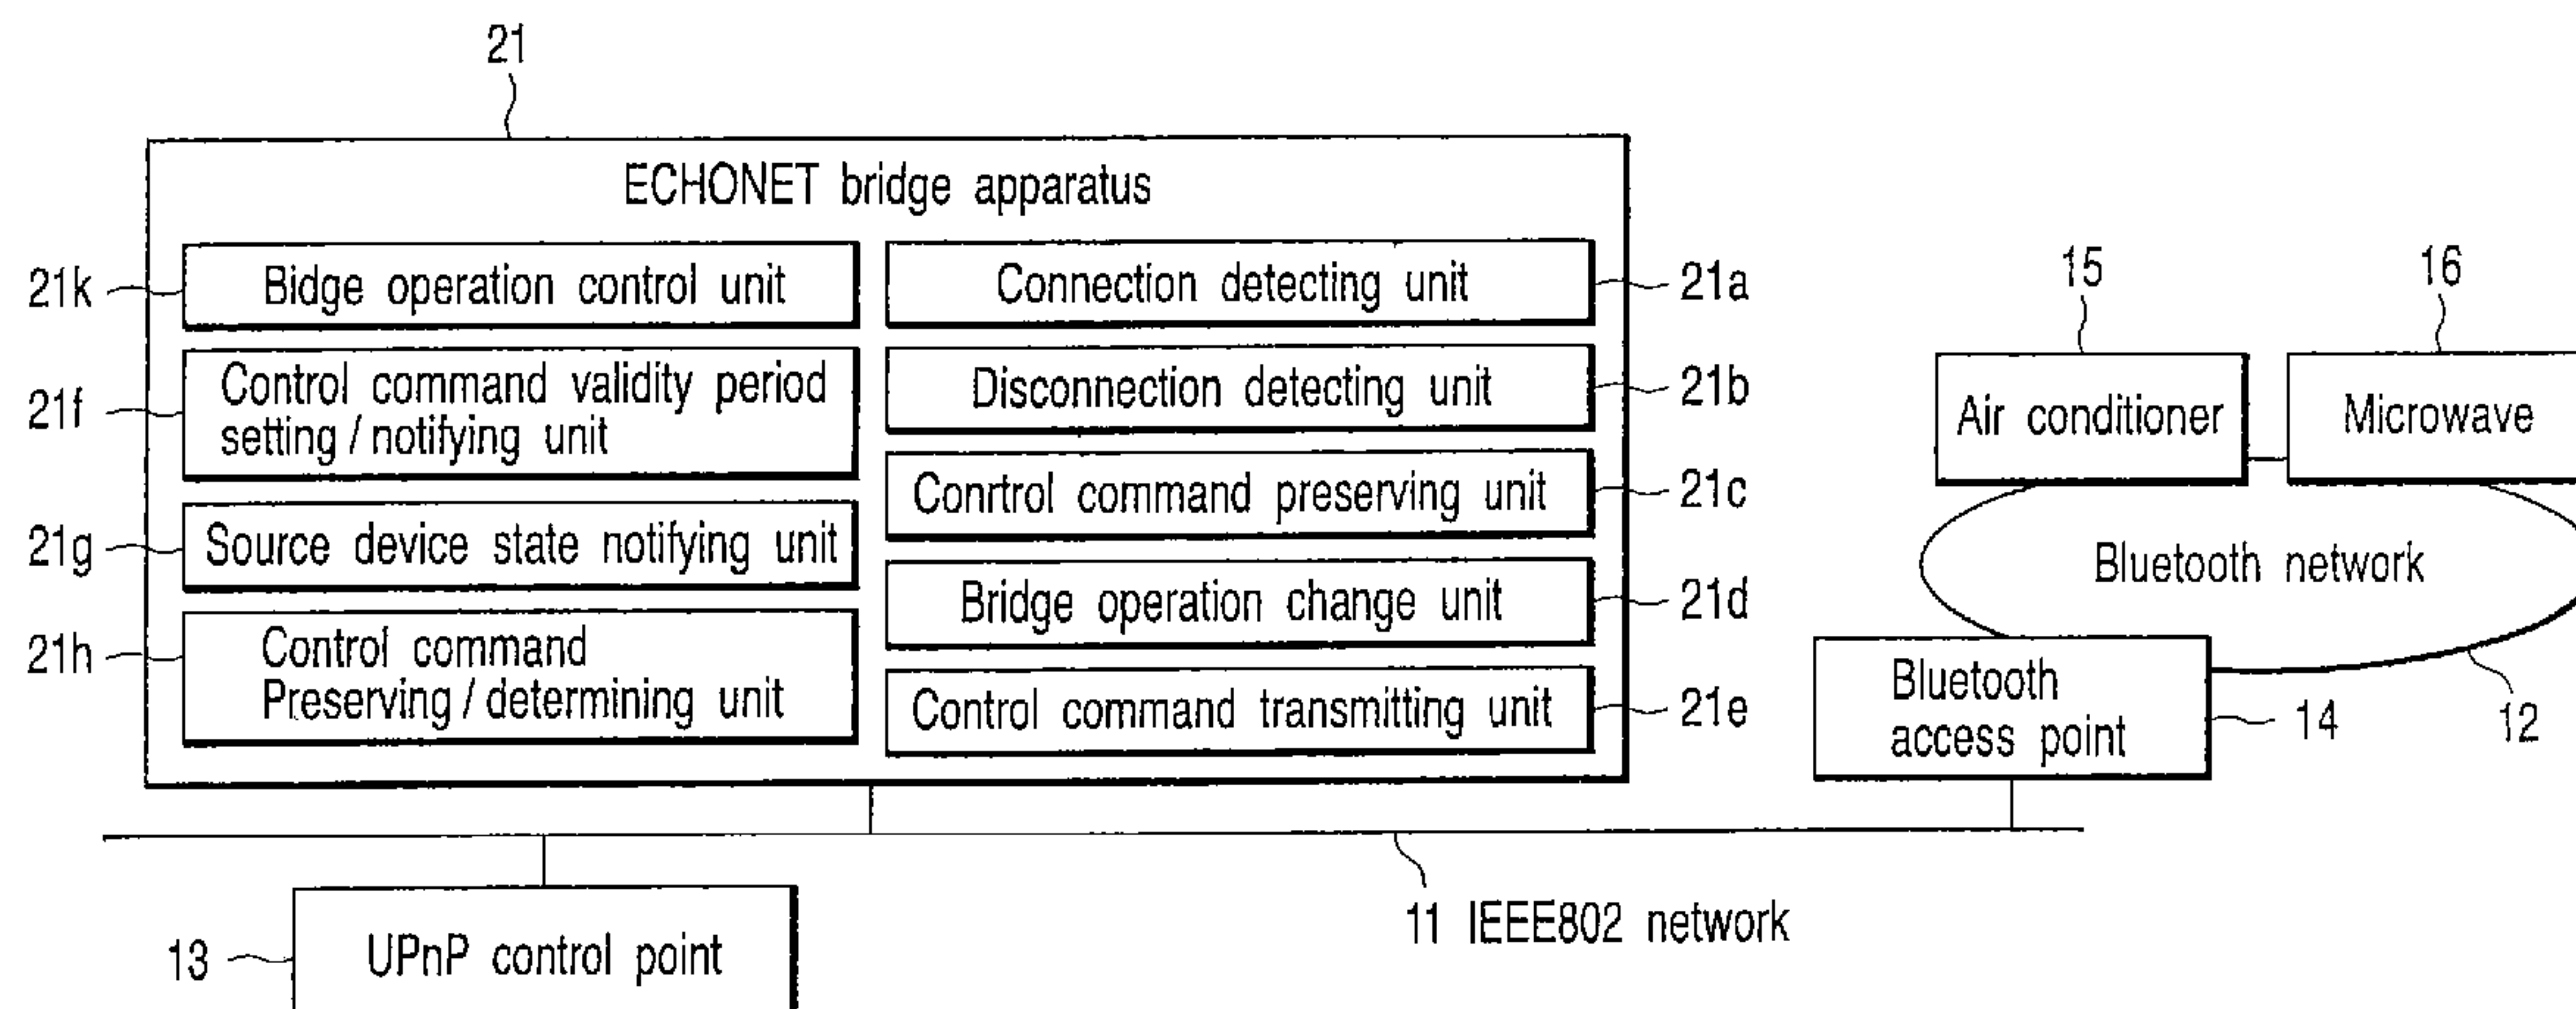 21
ECHONET bridge apparatus
21k
Bidge operation control unit
Connection detecting unit
21a
21f
Control command validity period
setting / notifying unit
Disconnection detecting unit
21b
Conrtrol command preserving unit
21c
21g
Source device state notifying unit
Bridge operation change unit
21d
21h
Control command
Preserving / determining unit
Control command transmitting unit
21e
15
16
Air conditioner
Microwave
Bluetooth network
Bluetooth
access point
14
12
11 IEEE802 network
13
UPnP control point